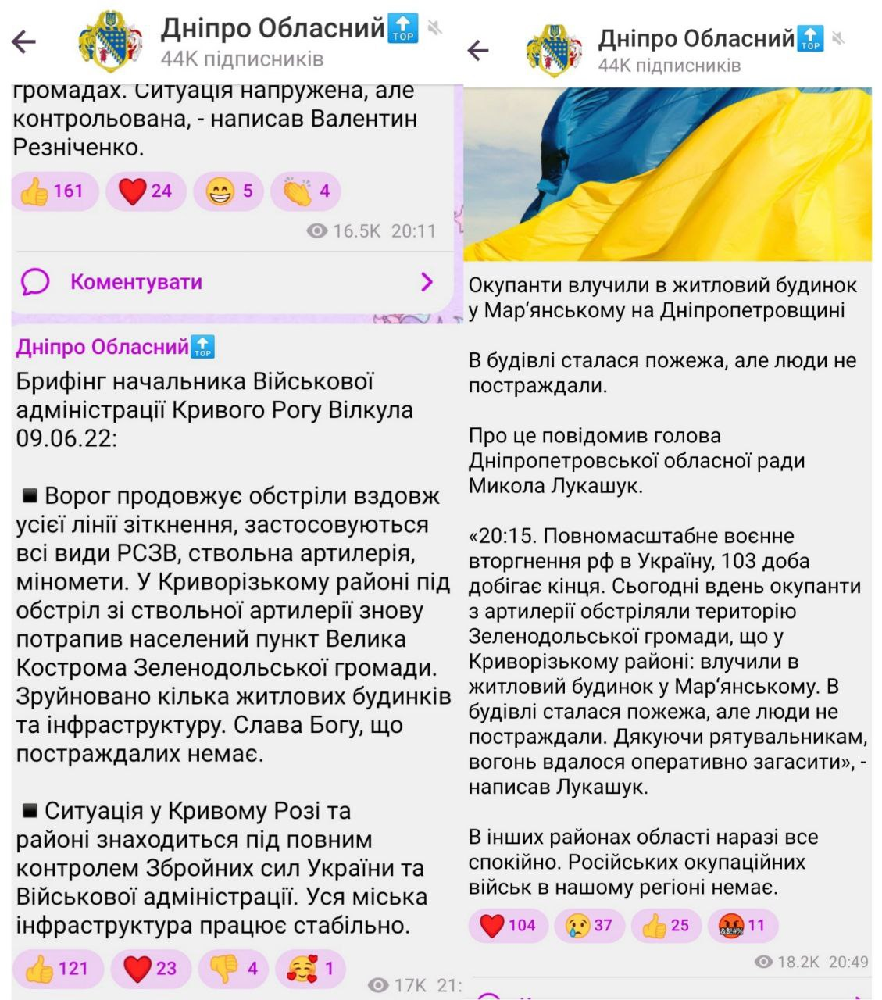 Дніпро Обласний TOP
44K підписників
громадах. Ситуація напружена, але
контрольована, - написав Валентин
Резніченко.
161 24 5 4
16.5K 20:11
Коментувати
Дніпро Обласний TOP
Брифінг начальника Військової
адміністрації Кривого Рогу Вілкула
09.06.22:
Ворог продовжує обстріли вздовж
усієї лінії зіткнення, застосовуються
всі види РСЗВ, ствольна артилерія,
міномети. У Криворізькому районі під
обстріл зі ствольної артилерії знову
потрапив населений пункт Велика
Кострома Зеленодольської громади.
Зруйновано кілька житлових будинків
та інфраструктуру. Слава Богу, що
постраждалих немає.
Ситуація у Кривому Розі та
районі знаходиться під повним
контролем Збройних сил України та
Військової адміністрації. Уся міська
інфраструктура працює стабільно.
121 23 4 1
17K 21:
Дніпро Обласний TOP
44K підписників
Окупанти влучили в житловий будинок
у Мар‘янському на Дніпропетровщині
В будівлі сталася пожежа, але люди не
постраждали.
Про це повідомив голова
Дніпропетровської обласної ради
Микола Лукашук.
«20:15. Повномасштабне воєнне
вторгнення рф в Україну, 103 доба
добігає кінця. Сьогодні вдень окупанти
з артилерії обстріляли територію
Зеленодольської громади, що у
Криворізькому районі: влучили в
житловий будинок у Мар‘янському. В
будівлі сталася пожежа, але люди не
постраждали. Дякуючи рятувальникам,
вогонь вдалося оперативно загасити», -
написав Лукашук.
В інших районах області наразі все
спокійно. Російських окупаційних
військ в нашому регіоні немає.
104 37 25 &$!#% 11
18.2K 20:49